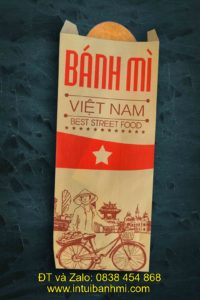 BÁNH MÌ
VIỆT NAM
BEST STREET FOOD
ĐT và Zalo: 0838 454 868
www.intuibanhmi.com